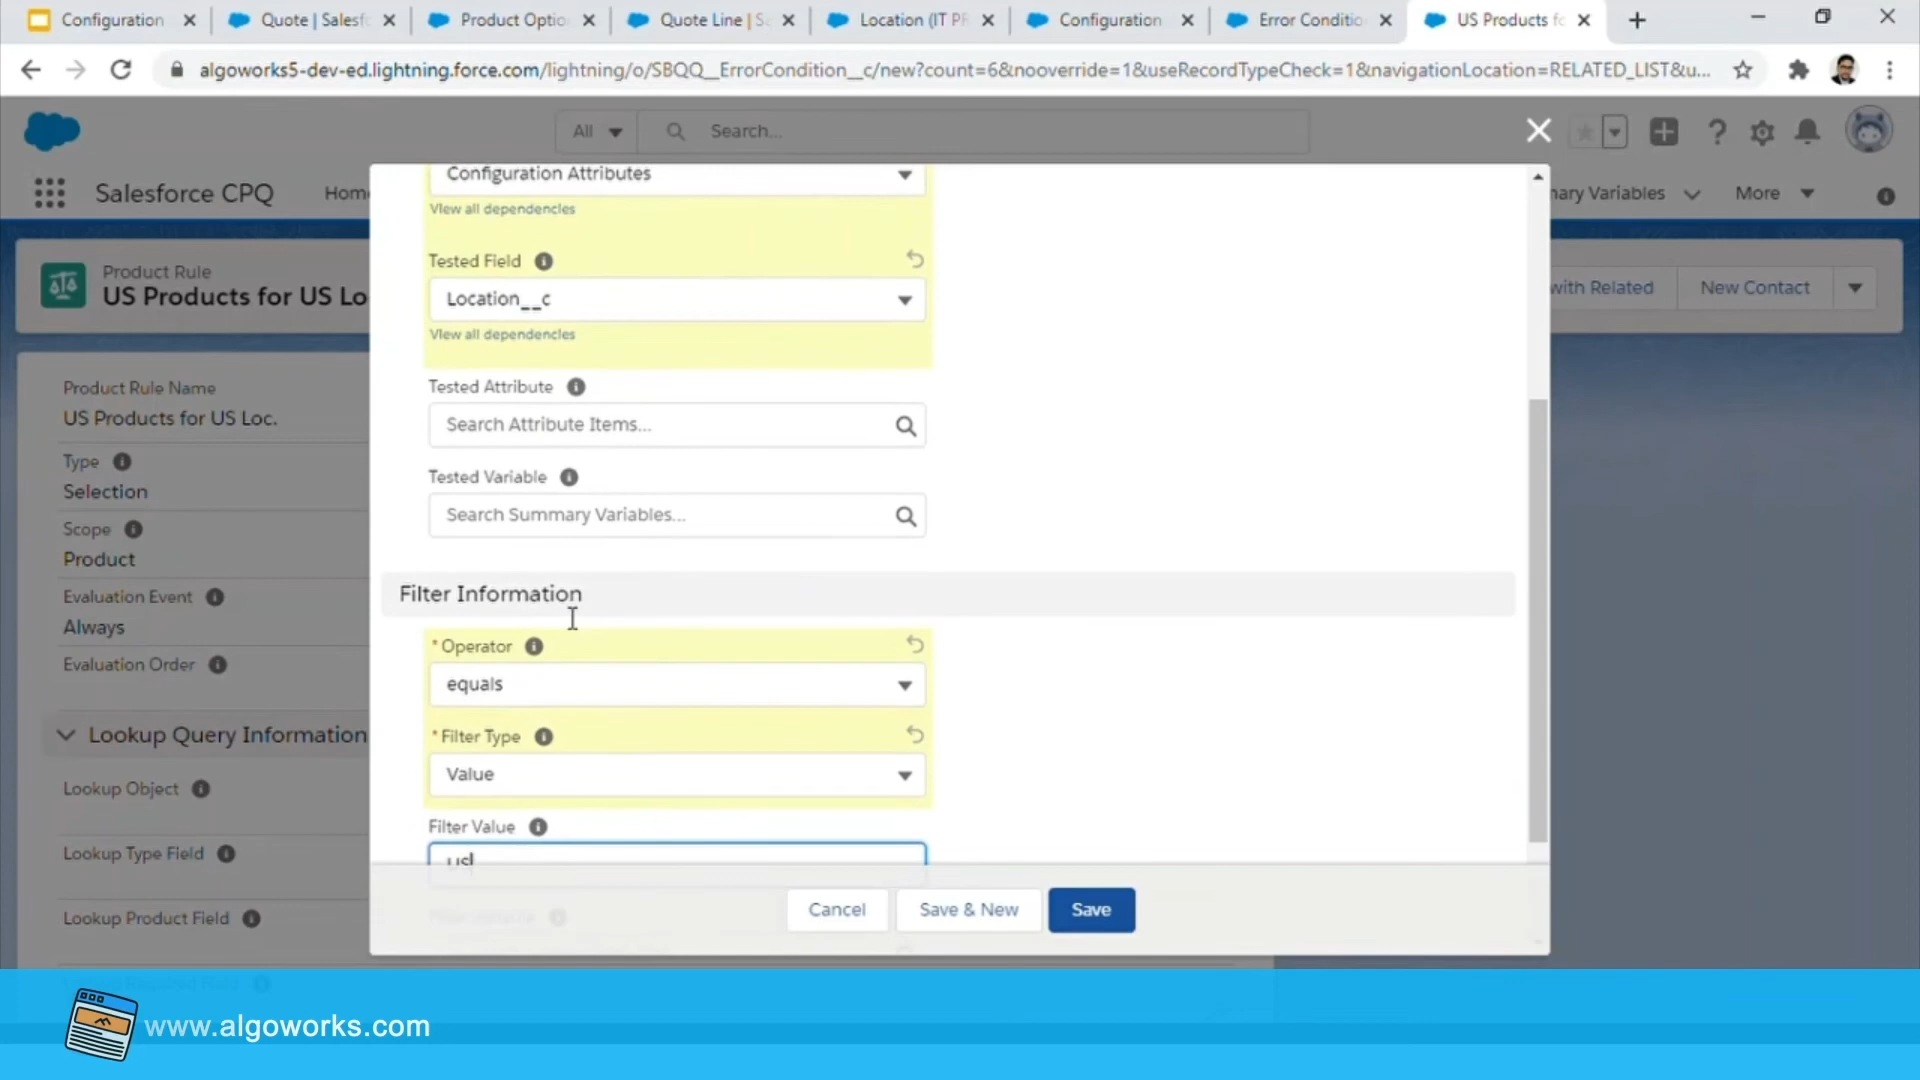 Configuration
Quote | Salesf
Product Optio
Quote Line | S
Location (IT P
Configuration
Error Conditio
US Products fo
algoworks5-dev-ed.lightning.force.com/lightning/o/SBQQ__ErrorCondition__c/new?count=6&nooverride=1&useRecordTypeCheck=1&navigationLocation=RELATED_LIST&u...
All
Search...
Salesforce CPQ
Home
mary Variables
More
Product Rule
US Products for US Lo
with Related
New Contact
Product Rule Name
US Products for US Loc.
Type
Selection
Scope
Product
Evaluation Event
Always
Evaluation Order
Lookup Query Information
Lookup Object
Lookup Type Field
Lookup Product Field
Configuration Attributes
View all dependencies
Tested Field
Location__c
View all dependencies
Tested Attribute
Search Attribute Items...
Tested Variable
Search Summary Variables...
Filter Information
*Operator
equals
*Filter Type
Value
Filter Value
us
Cancel
Save & New
Save
www.algoworks.com